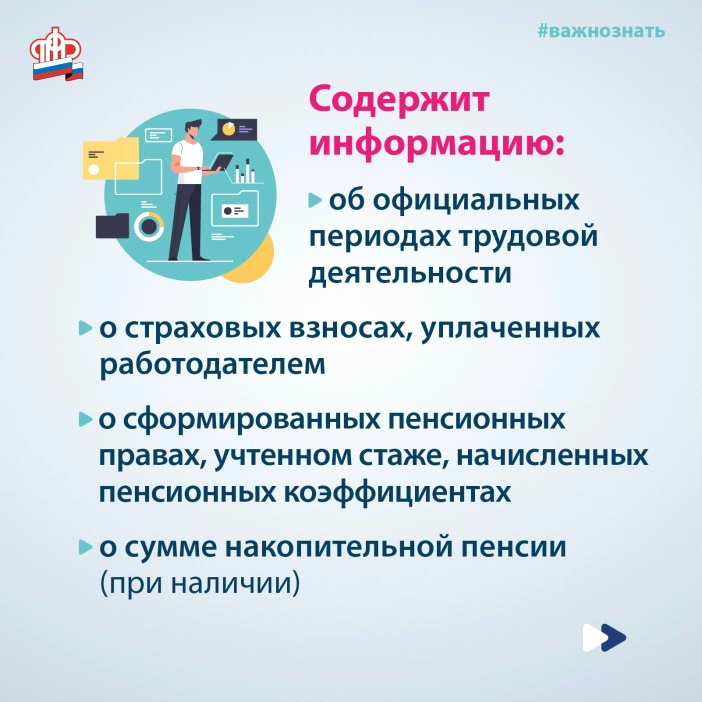 #важнознать
Содержит
информацию:
об официальных
периодах трудовой
деятельности
о страховых взносах, уплаченных
работодателем
о сформированных пенсионных
правах, учтенном стаже, начисленных
пенсионных коэффициентах
о сумме накопительной пенсии
(при наличии)